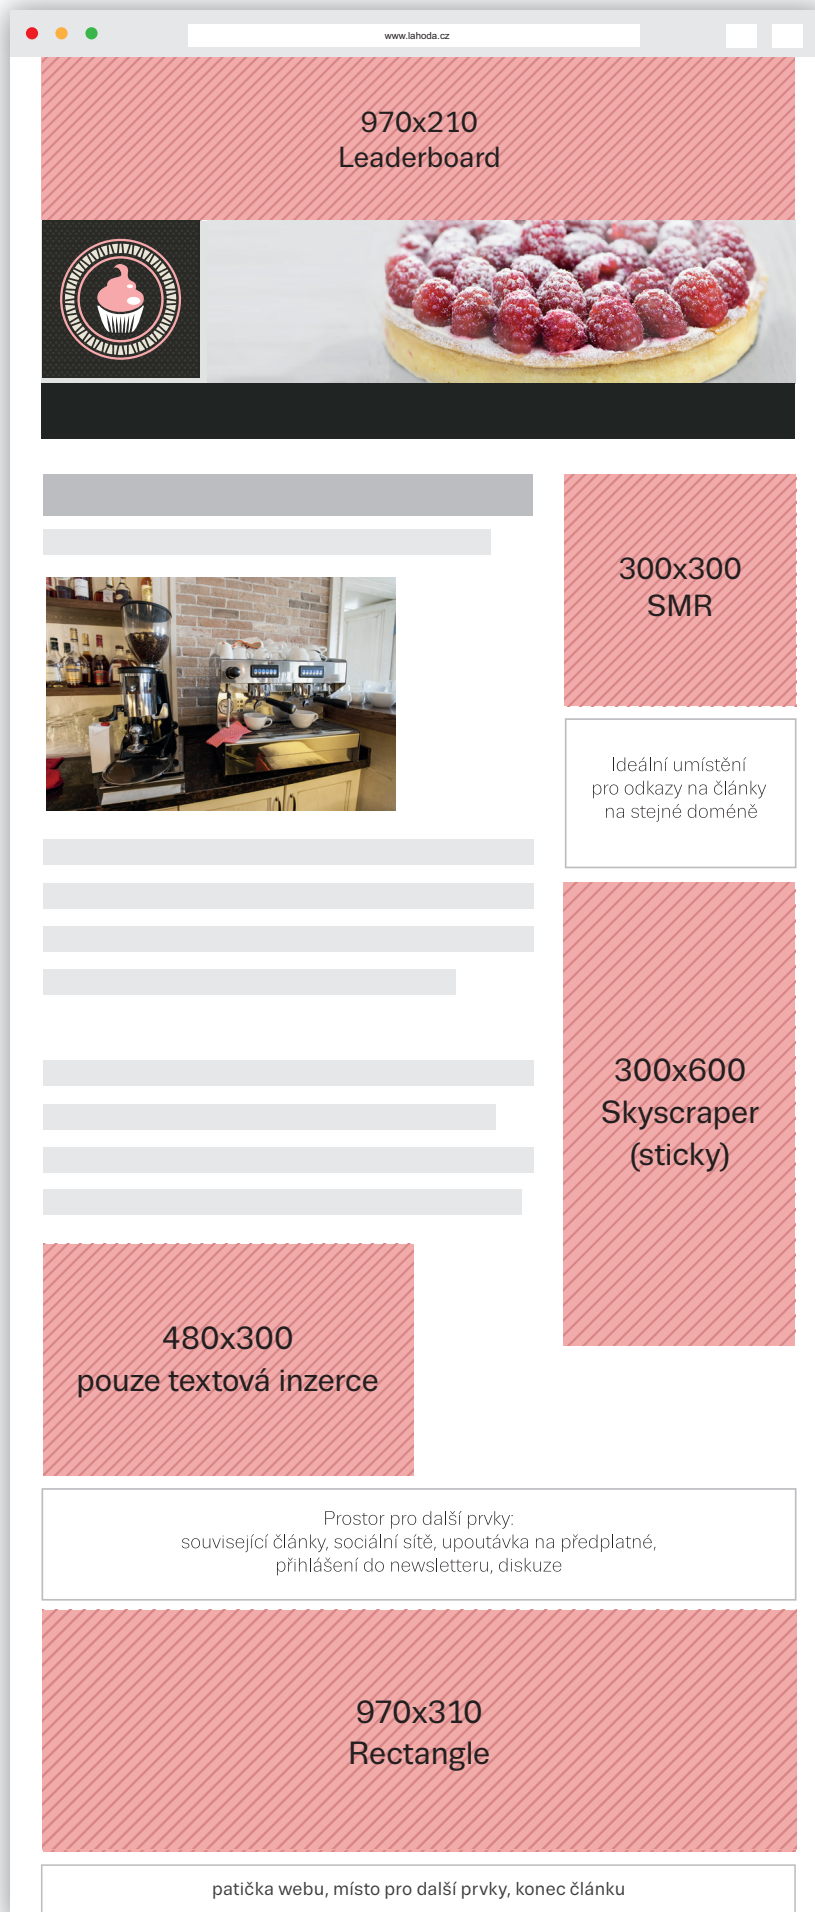 www.lahoda.cz
970x210
Leaderboard
300x300
SMR
Ideální umístění
pro odkazy na články
na stejné doméně
300x600
Skyscraper
(sticky)
480x300
pouze textová inzerce
Prostor pro další prvky:
související články, sociální sítě, upoutávka na předplatné,
přihlášení do newsletteru, diskuze
970x310
Rectangle
patička webu, místo pro další prvky, konec článku